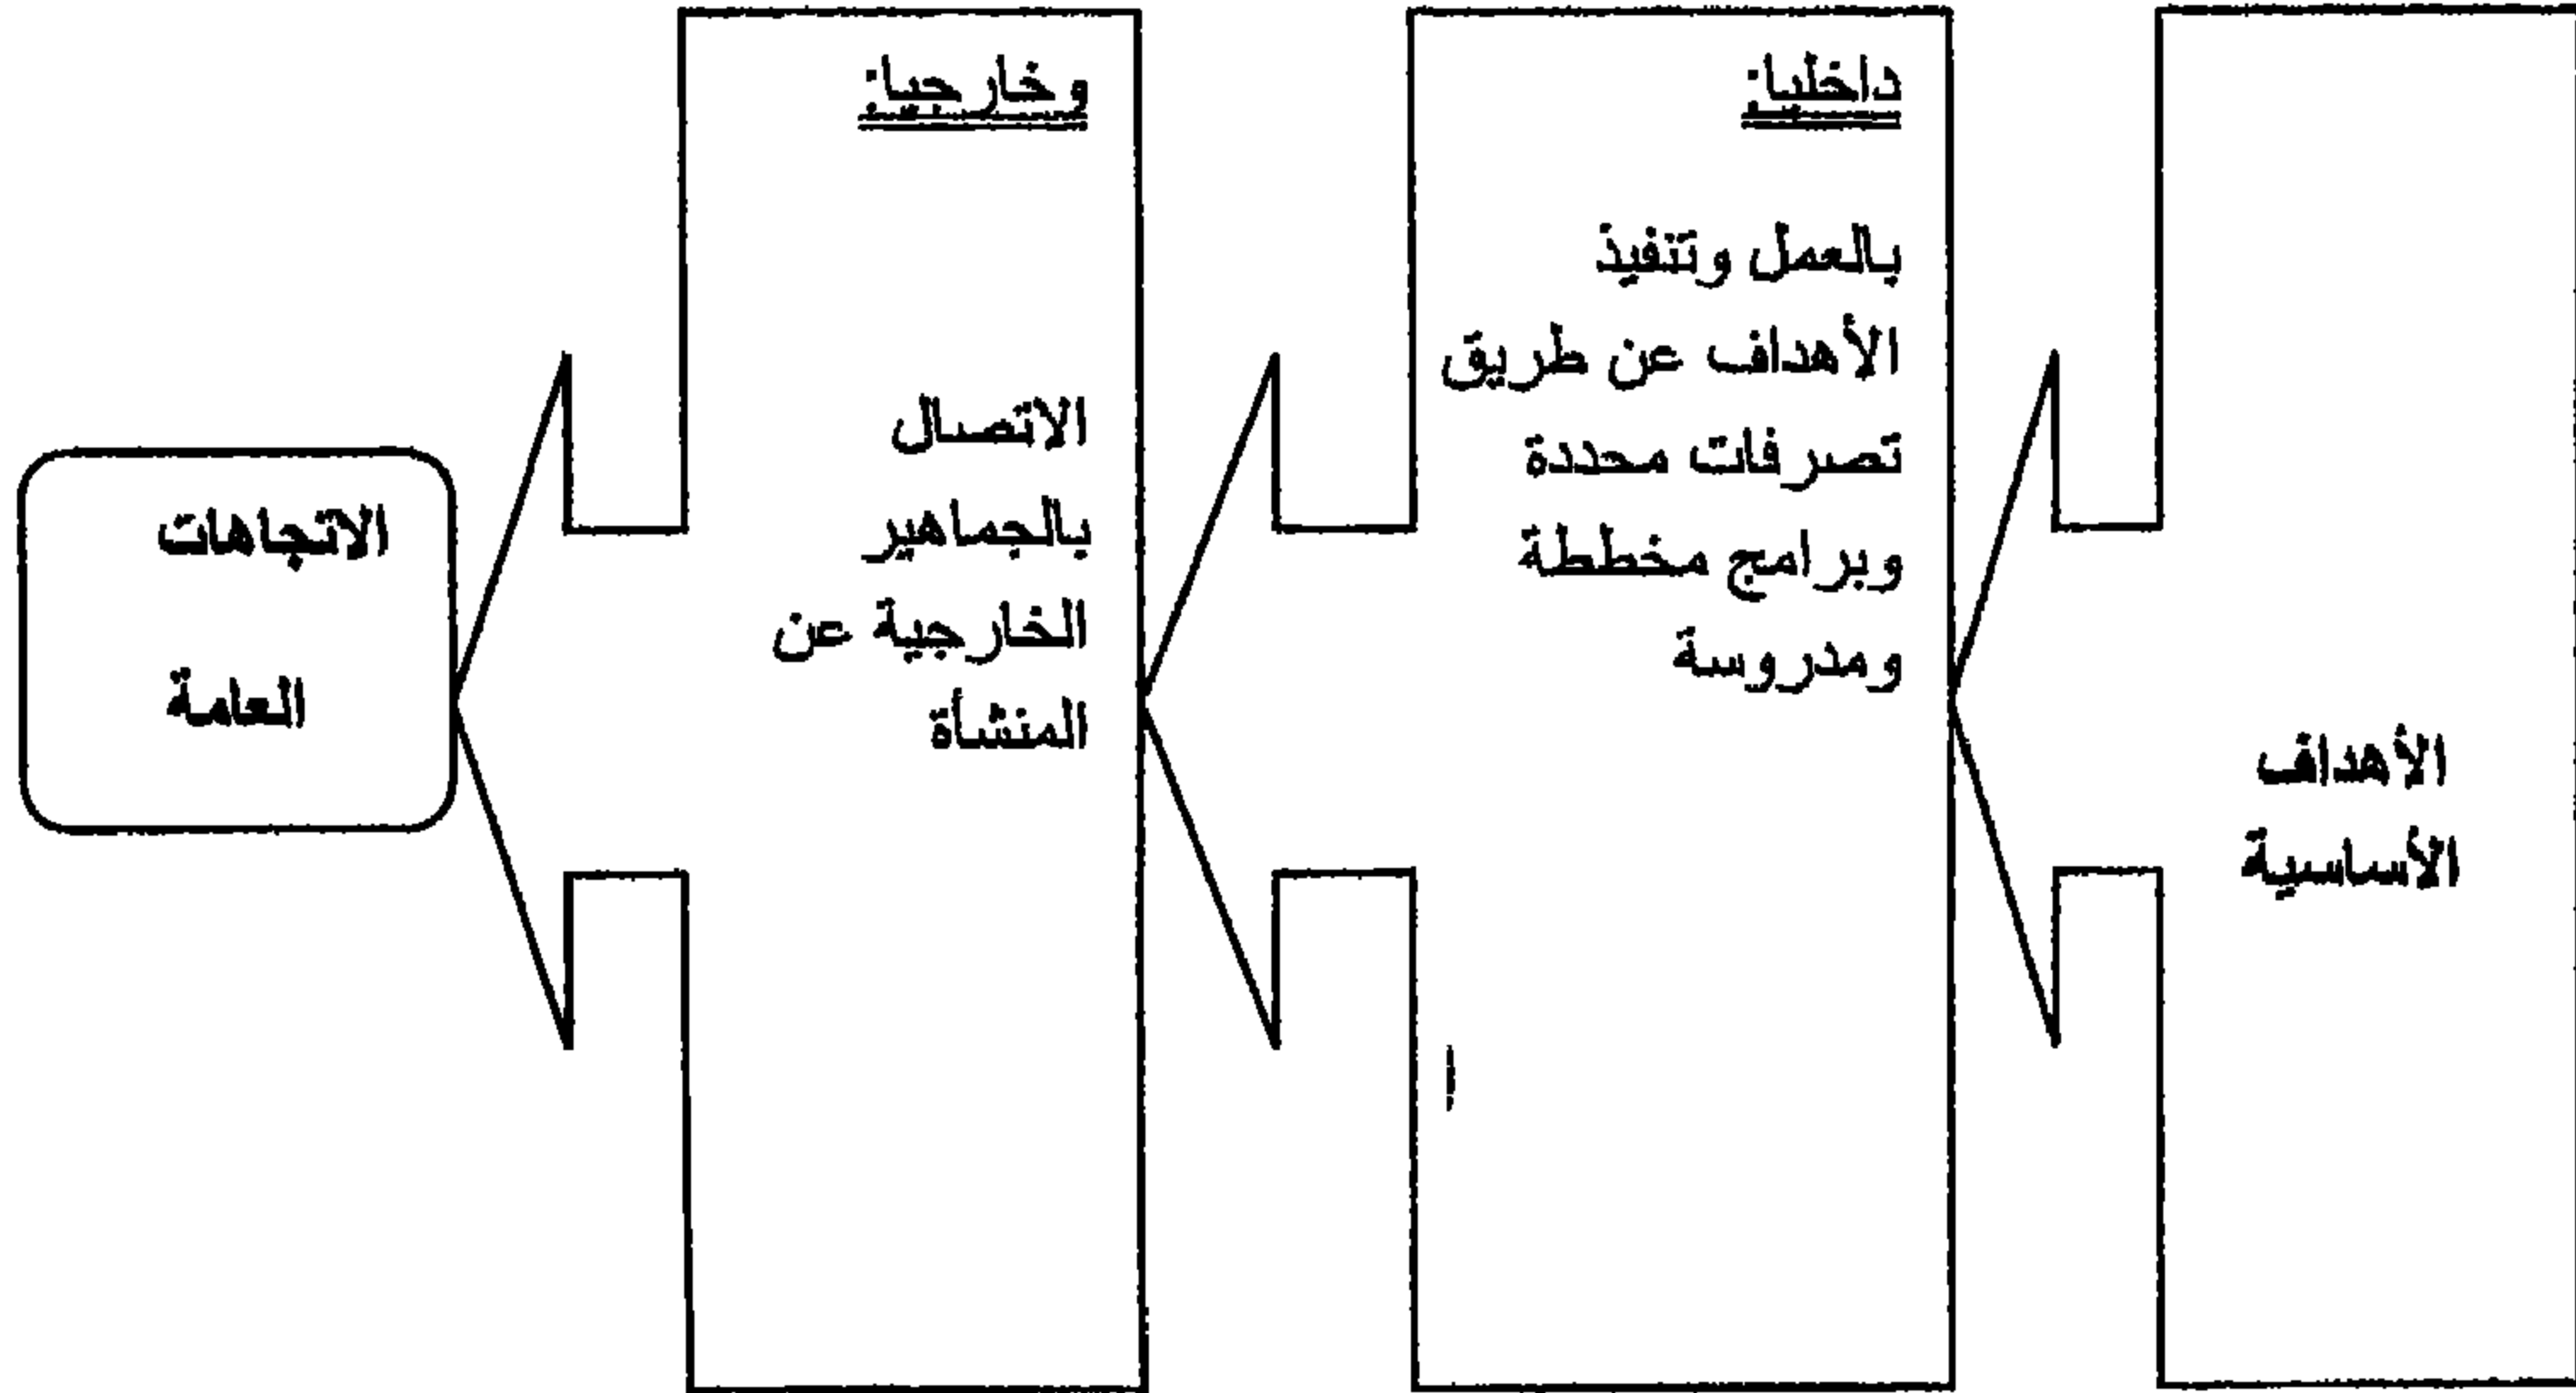 الأهداف
الأساسية
داخليا:
بالعمل وتنفيذ
الأهداف عن طريق
تصرفات محددة
وبرامج مخططة
ومدروسة
وخارجيا:
الاتصال
بالجماهير
الخارجية عن
المنشأة
الاتجاهات
العامة